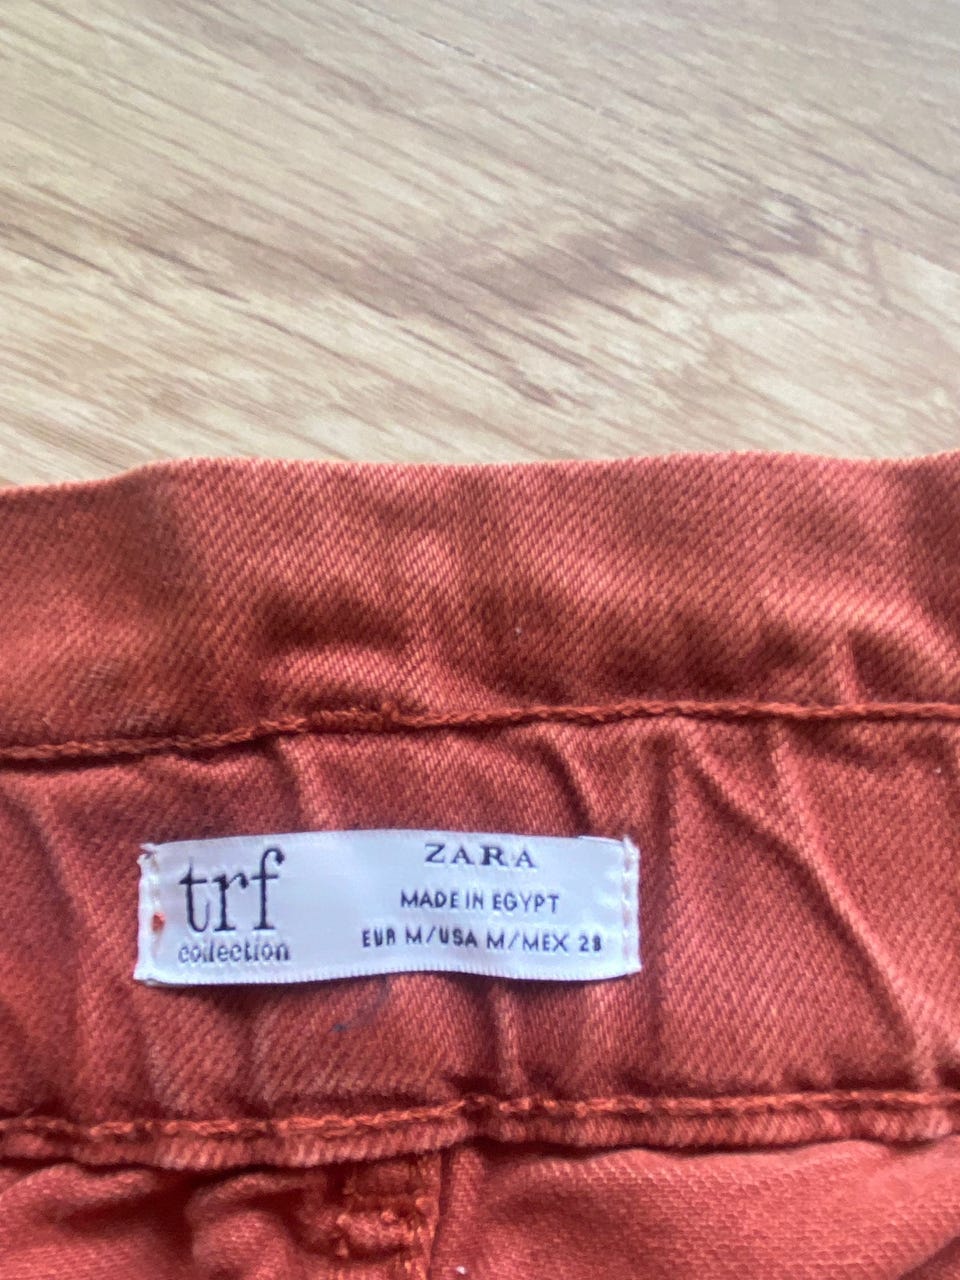 trf
collection
ZARA
MADE IN EGYPT
EUR M/USA M/MEX 28